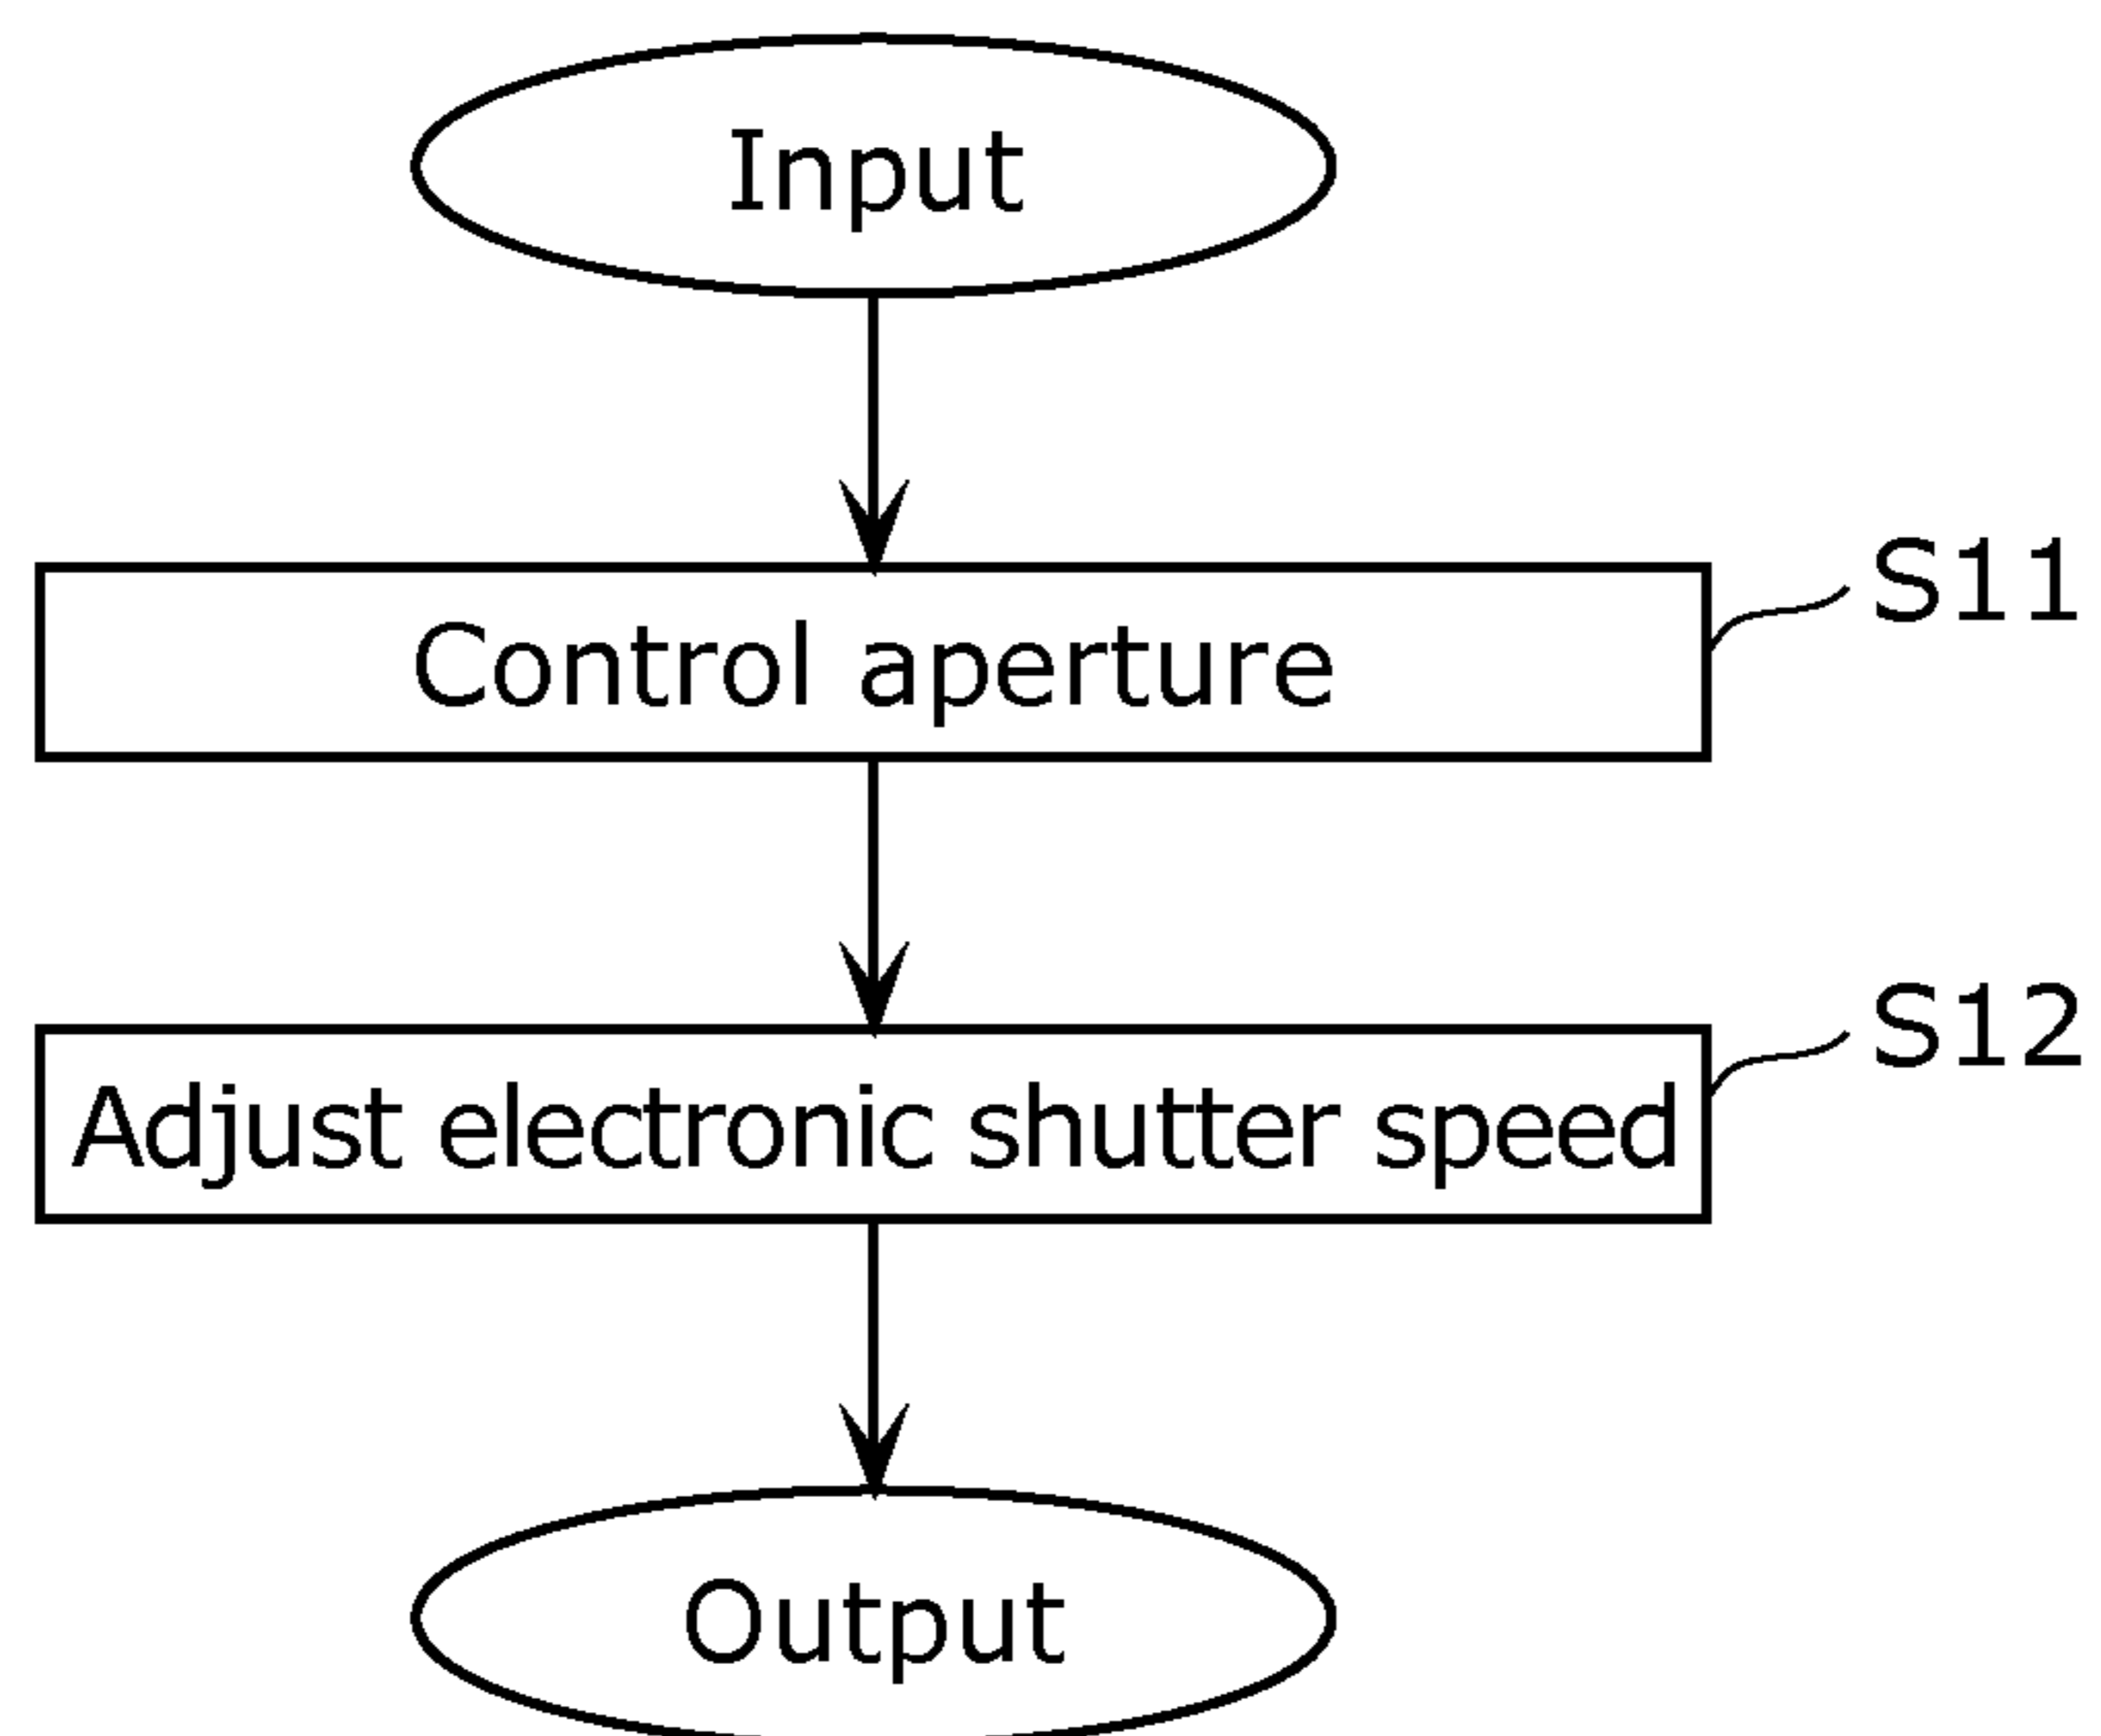 Input
S11
Control aperture
S12
Adjust electronic shutter speed
Output